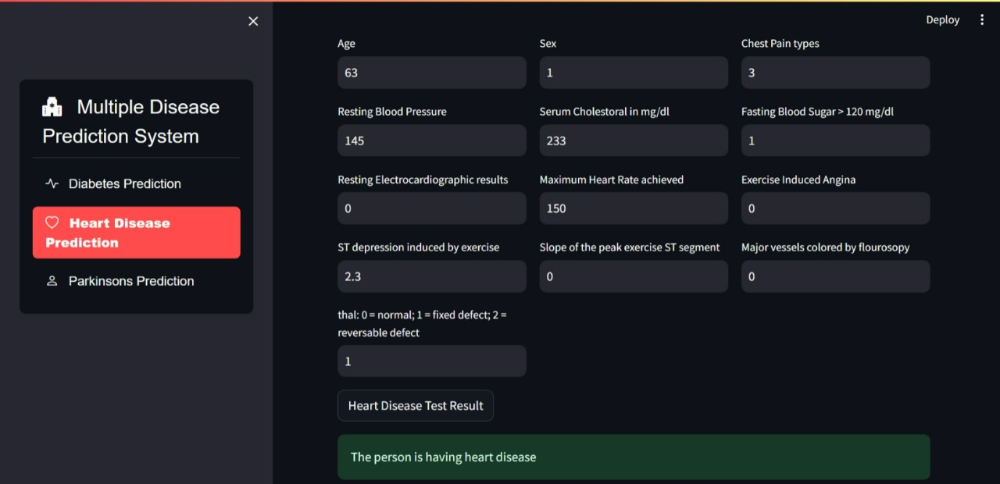 Deploy
Multiple Disease
Prediction System
Diabetes Prediction
Heart Disease
Prediction
Parkinsons Prediction
Age
Sex
Chest Pain types
63
1
3
Resting Blood Pressure
Serum Cholestoral in mg/dl
Fasting Blood Sugar > 120 mg/dl
145
233
1
Resting Electrocardiographic results
Maximum Heart Rate achieved
Exercise Induced Angina
0
150
0
ST depression induced by exercise
Slope of the peak exercise ST segment
Major vessels colored by flourosopy
2.3
0
0
thal: 0 = normal; 1 = fixed defect; 2 =
reversable defect
1
Heart Disease Test Result
The person is having heart disease